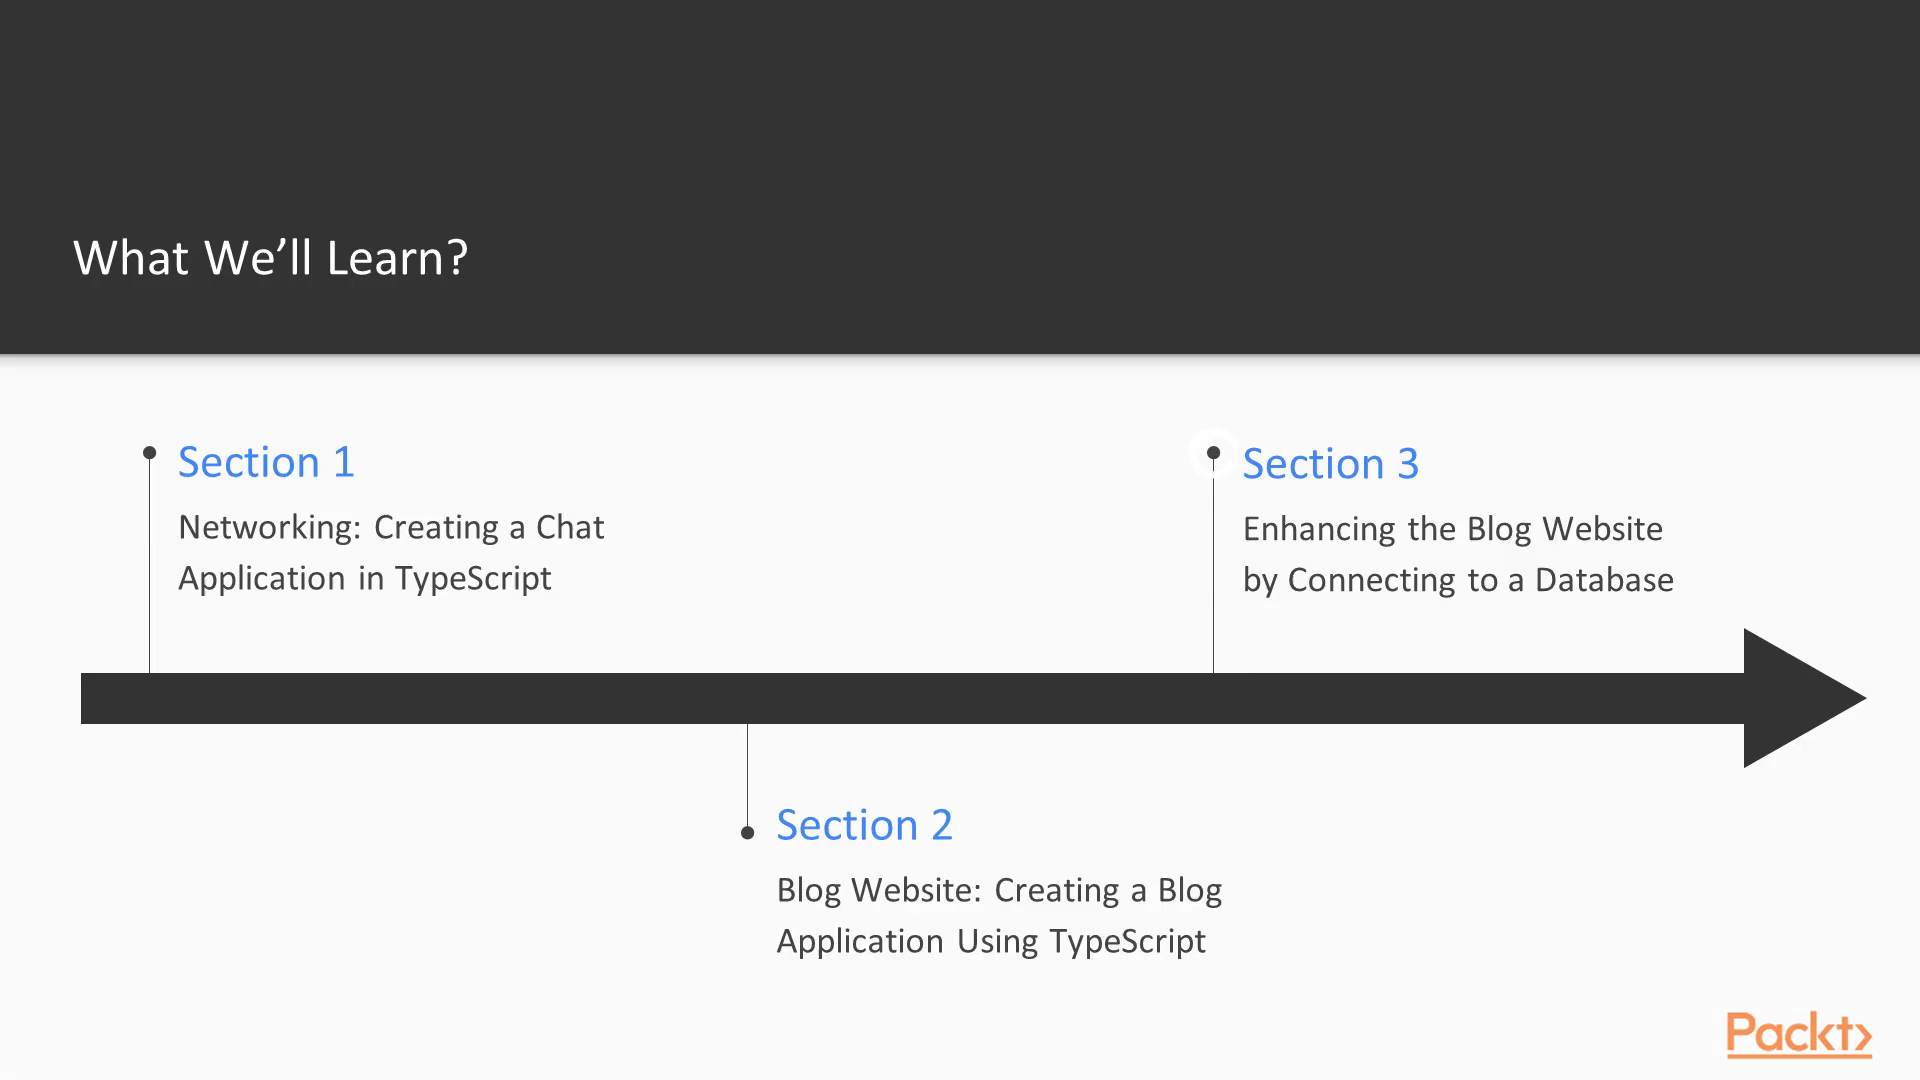 What We’ll Learn?
Section 1
Networking: Creating a Chat
Application in TypeScript
Section 2
Blog Website: Creating a Blog
Application Using TypeScript
Section 3
Enhancing the Blog Website
by Connecting to a Database
Packt>